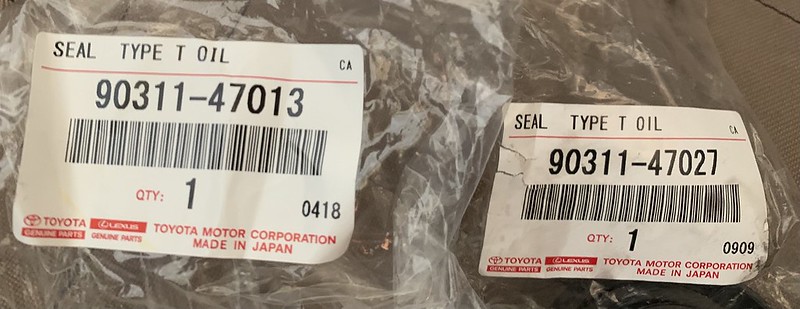 SEAL TYPE T OIL
CA
90311-47013
QTY: 1
0418
TOYOTA
GENUINE PARTS
LEXUS
GENUINE PARTS
TOYOTA MOTOR CORPORATION
MADE IN JAPAN
SEAL TYPE T OIL
CA
90311-47027
QTY: 1
0909
TOYOTA
GENUINE PARTS
LEXUS
GENUINE PARTS
TOYOTA MOTOR CORPORATION
MADE IN JAPAN